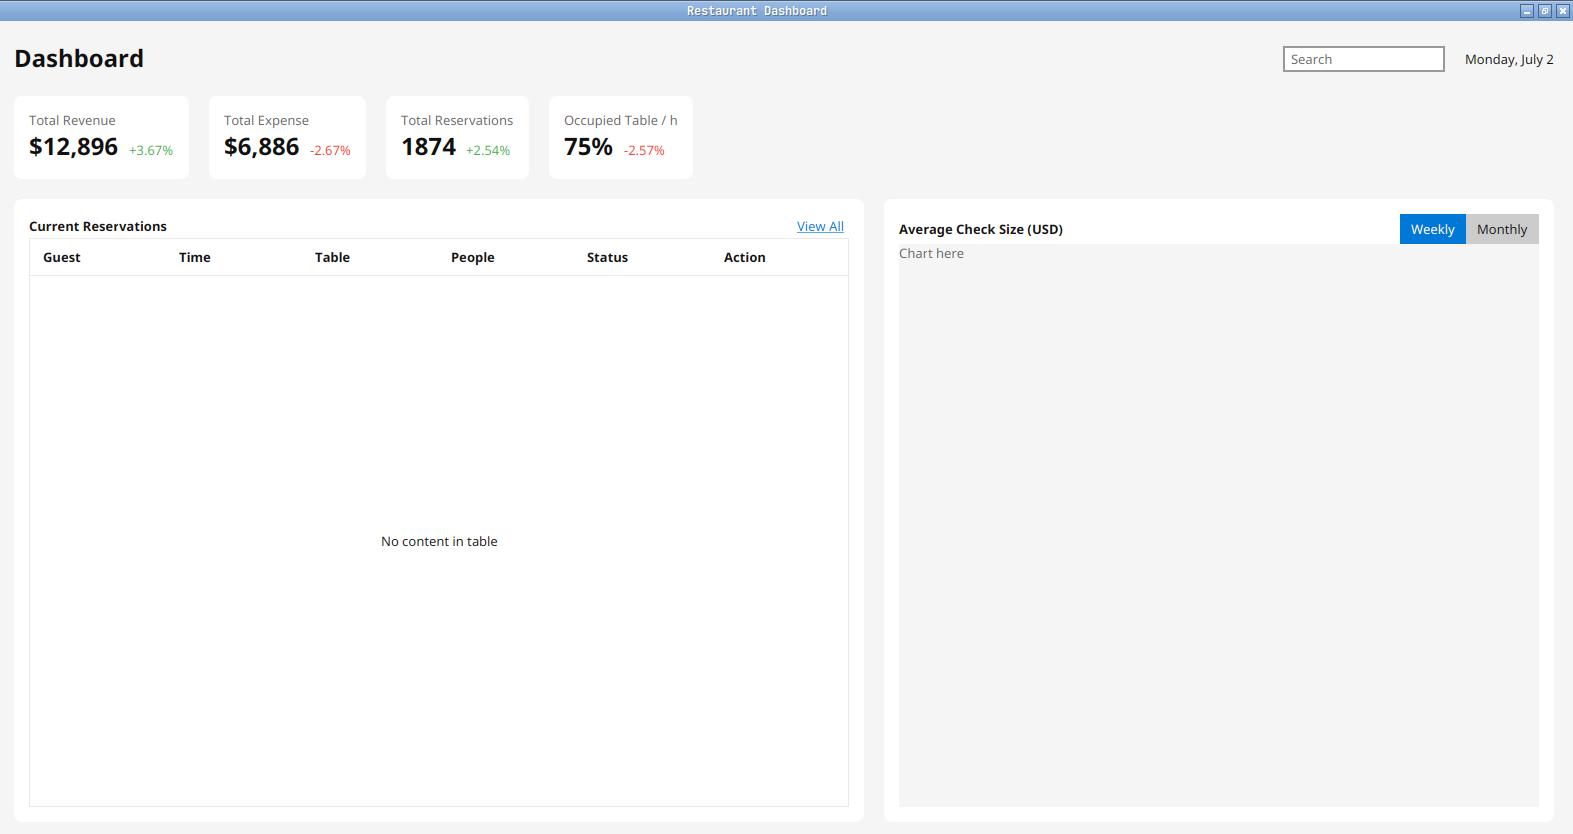 Restaurant Dashboard
Dashboard
Search
Monday, July 2
Total Revenue
$12,896 +3.67%
Total Expense
$6,886 -2.67%
Total Reservations
1874 +2.54%
Occupied Table / h
75% -2.57%
Current Reservations
View All
Guest Time Table People Status Action
No content in table
Average Check Size (USD)
Weekly Monthly
Chart here